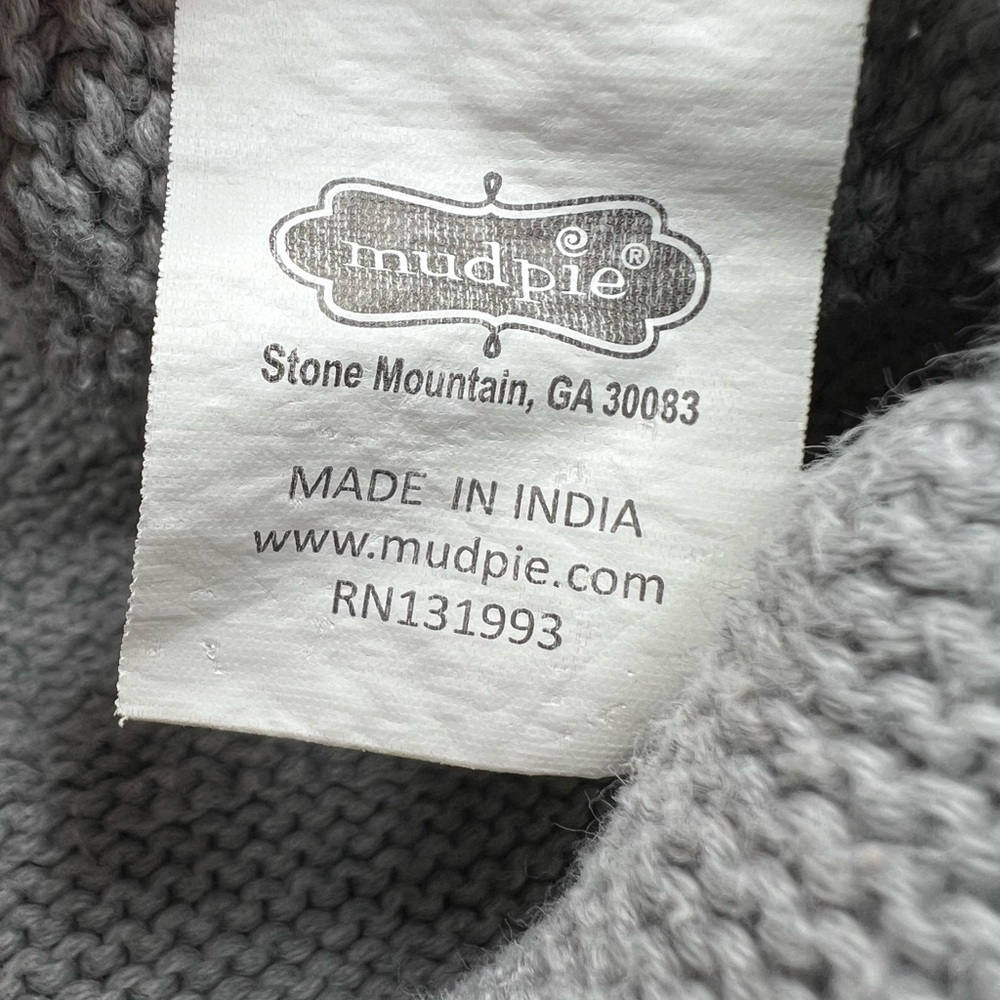 mudpie®
Stone Mountain, GA 30083
MADE IN INDIA
www.mudpie.com
RN131993